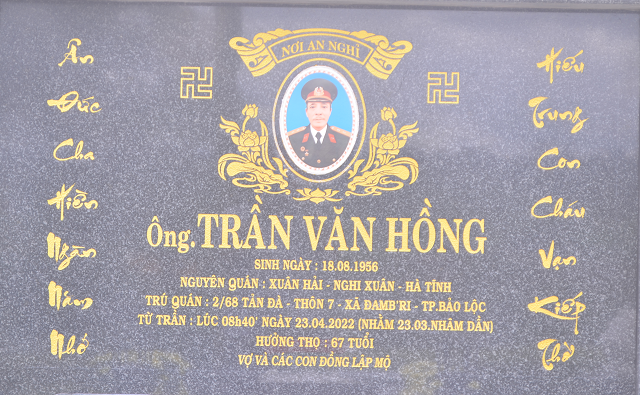 NƠI AN NGHỈ
Ân
Đức
Cha
Hiền
Ngàn
Năm
Nhớ
Hiếu
Trung
Con
Cháu
Vạn
Kiếp
Thờ
Ông. TRẦN VĂN HỒNG
SINH NGÀY : 18.08.1956
NGUYÊN QUÁN : XUÂN HẢI - NGHI XUÂN - HÀ TĨNH
TRÚ QUÁN : 2/68 TẢN ĐÀ - THÔN 7 - XÃ ĐAMB'RI - TP.BẢO LỘC
TỪ TRẦN : LÚC 08h40' NGÀY 23.04.2022 (NHẰM 23.03.NHÂM DẦN)
HƯỞNG THỌ : 67 TUỔI
VỢ VÀ CÁC CON ĐỒNG LẬP MỘ